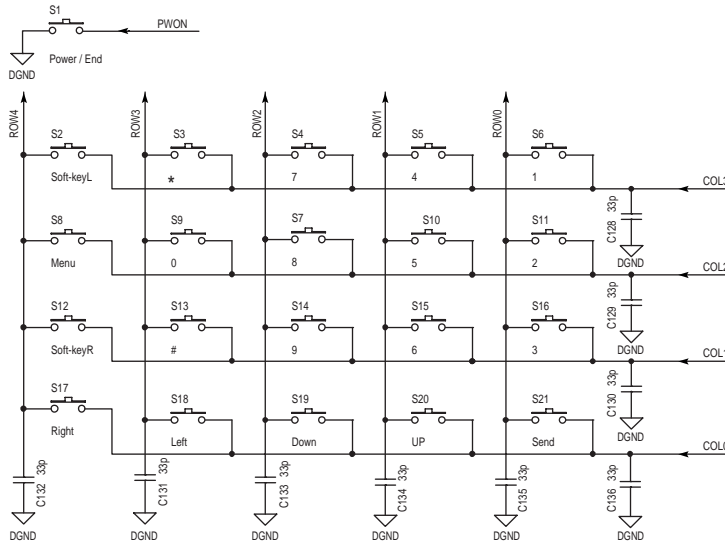 S1
PWON
Power / End
DGND
ROW4 ROW3 ROW2 ROW1 ROW0
S2 S3 S4 S5 S6
Soft-keyL * 7 4 1
COL3
33p
C128
DGND
S8 S9 S7 S10 S11
Menu 0 8 5 2
COL2
33p
C129
DGND
S12 S13 S14 S15 S16
Soft-keyR # 9 6 3
COL1
33p
C130
DGND
S17 S18 S19 S20 S21
Right Left Down UP Send
COL0
33p 33p 33p 33p 33p 33p
C132 C131 C133 C134 C135 C136
DGND DGND DGND DGND DGND DGND